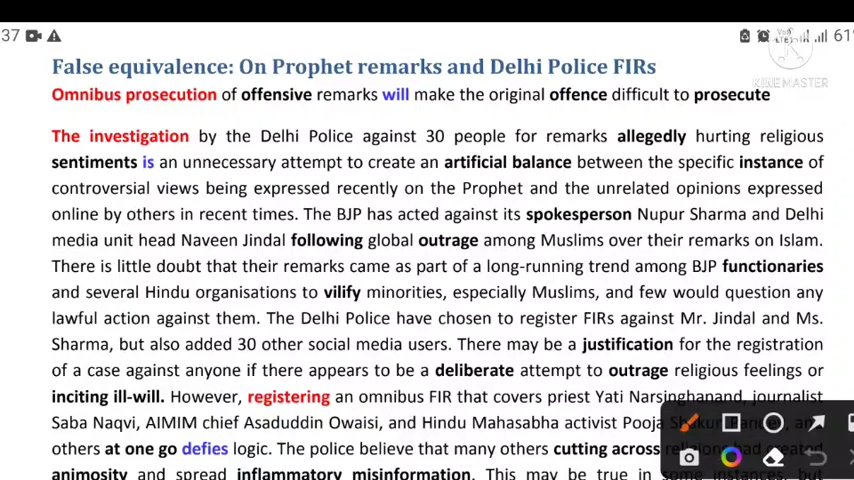 37
61
KINEMASTER
False equivalence: On Prophet remarks and Delhi Police FIRs
Omnibus prosecution of offensive remarks will make the original offence difficult to prosecute
The investigation by the Delhi Police against 30 people for remarks allegedly hurting religious
sentiments is an unnecessary attempt to create an artificial balance between the specific instance of
controversial views being expressed recently on the Prophet and the unrelated opinions expressed
online by others in recent times. The BJP has acted against its spokesperson Nupur Sharma and Delhi
media unit head Naveen Jindal following global outrage among Muslims over their remarks on Islam.
There is little doubt that their remarks came as part of a long-running trend among BJP functionaries
and several Hindu organisations to vilify minorities, especially Muslims, and few would question any
lawful action against them. The Delhi Police have chosen to register FIRs against Mr. Jindal and Ms.
Sharma, but also added 30 other social media users. There may be a justification for the registration
of a case against anyone if there appears to be a deliberate attempt to outrage religious feelings or
inciting ill-will. However, registering an omnibus FIR that covers priest Yati Narsinghanand, journalist
Saba Naqvi, AIMIM chief Asaduddin Owaisi, and Hindu Mahasabha activist Pooja Shakun Pandey, and
others at one go defies logic. The police believe that many others cutting across religions had created
animosity and spread inflammatory misinformation. This may be true in some instances, but